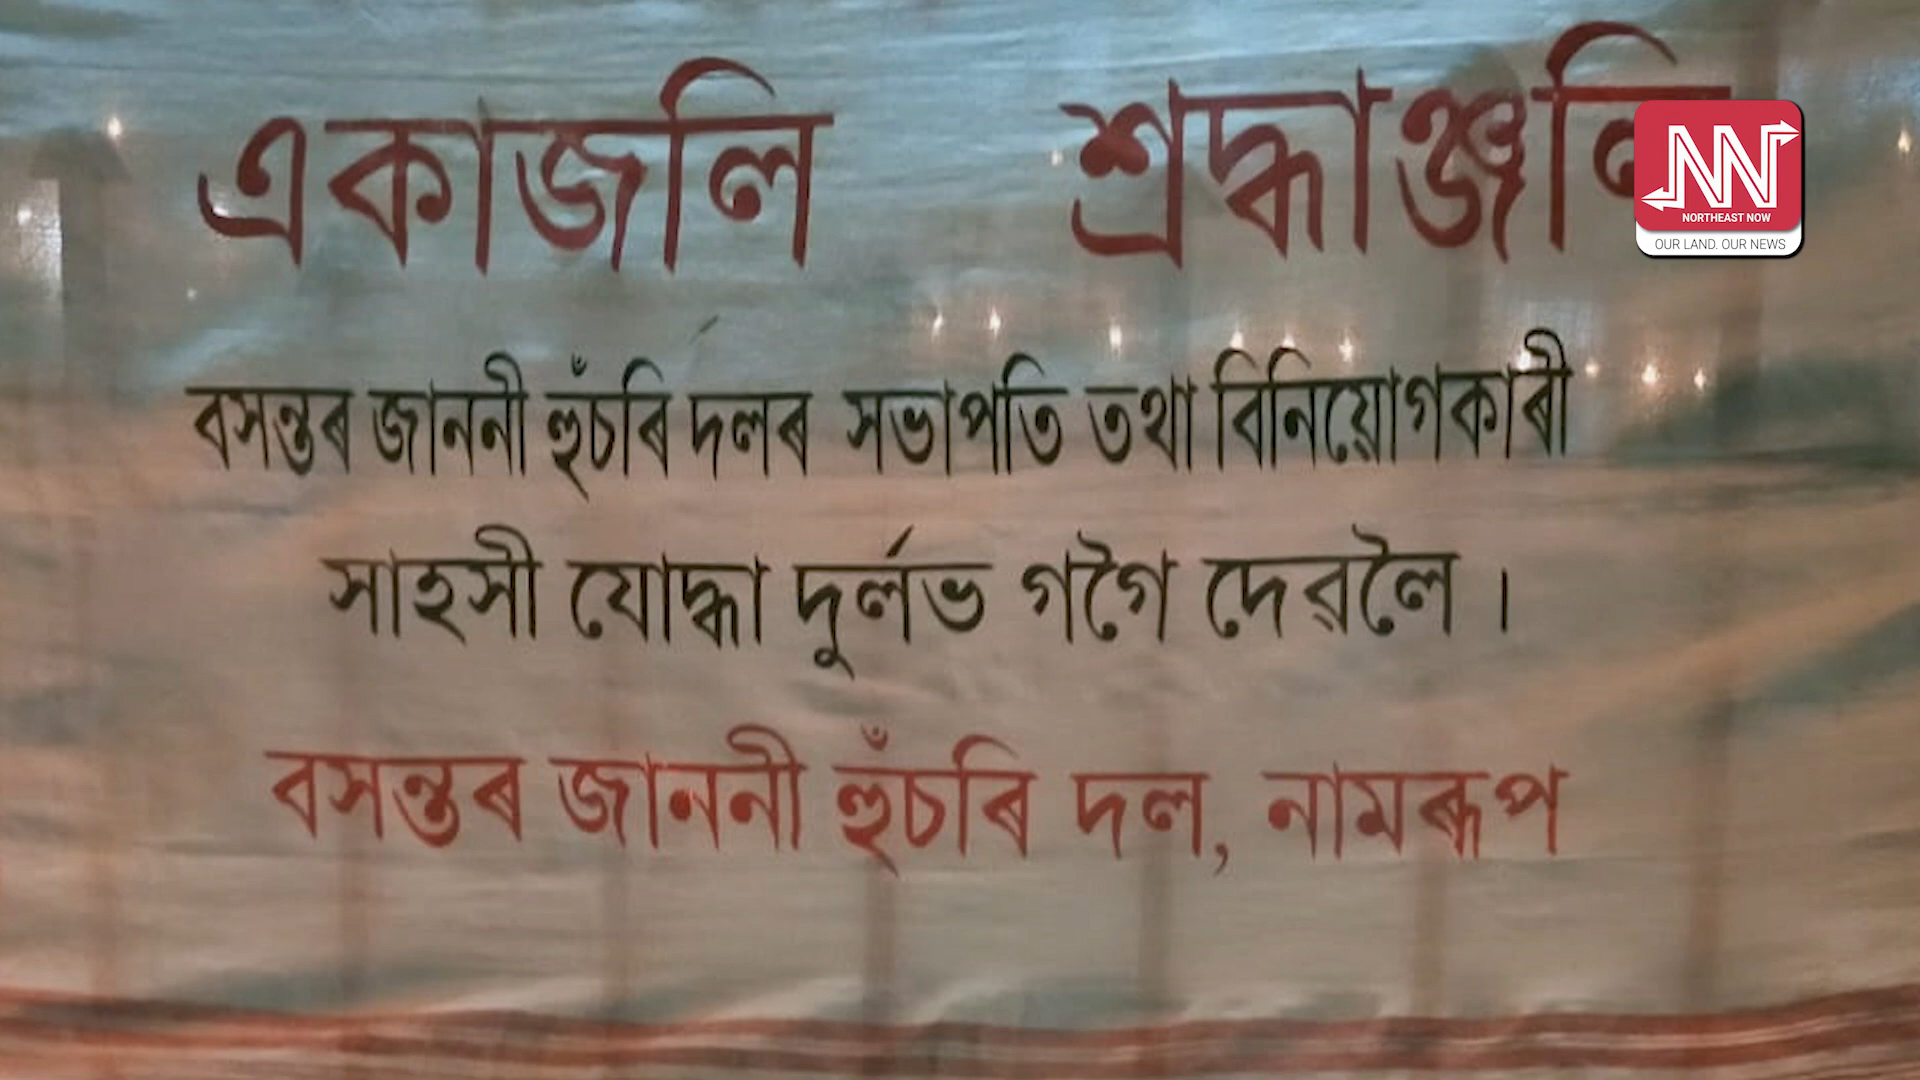 একাজলি শ্ৰদ্ধাঞ্জলি
NORTHEAST NOW
OUR LAND. OUR NEWS
বসন্তৰ জাননী হুঁচৰি দলৰ সভাপতি তথা বিনিয়োগকাৰী
সাহসী যোদ্ধা দুৰ্লভ গগৈ দেৱলৈ ।
বসন্তৰ জাননী হুঁচৰি দল, নামৰূপ